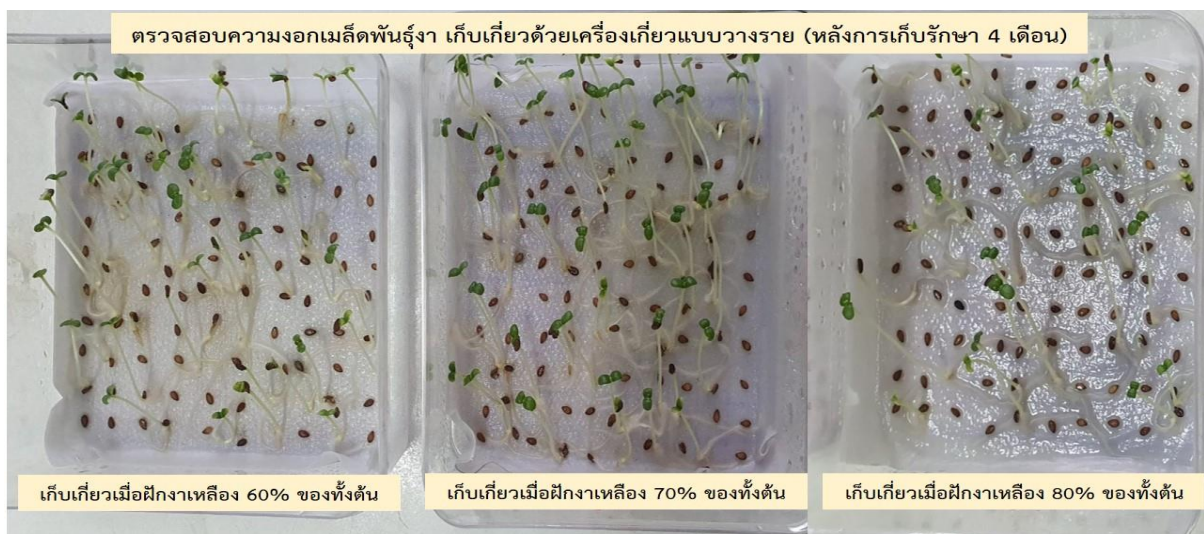 ตรวจสอบความงอกเมล็ดพันธุ์งา เก็บเกี่ยวด้วยเครื่องเกี่ยวแบบวางราย (หลังการเก็บรักษา 4 เดือน)
เก็บเกี่ยวเมื่อฝักงาเหลือง 60% ของทั้งต้น
เก็บเกี่ยวเมื่อฝักงาเหลือง 70% ของทั้งต้น
เก็บเกี่ยวเมื่อฝักงาเหลือง 80% ของทั้งต้น